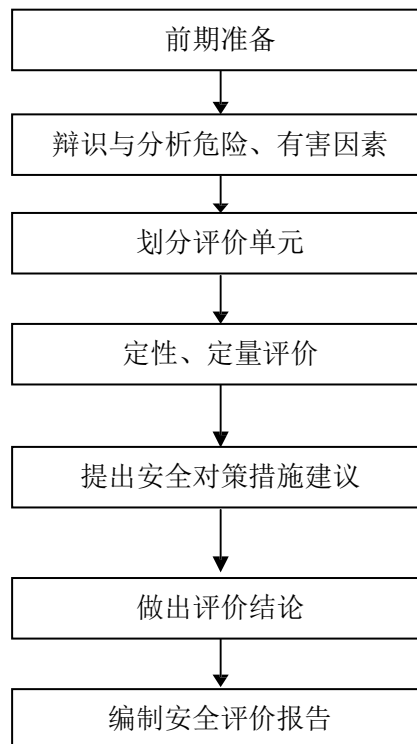 前期准备
辩识与分析危险、有害因素
划分评价单元
定性、定量评价
提出安全对策措施建议
做出评价结论
编制安全评价报告